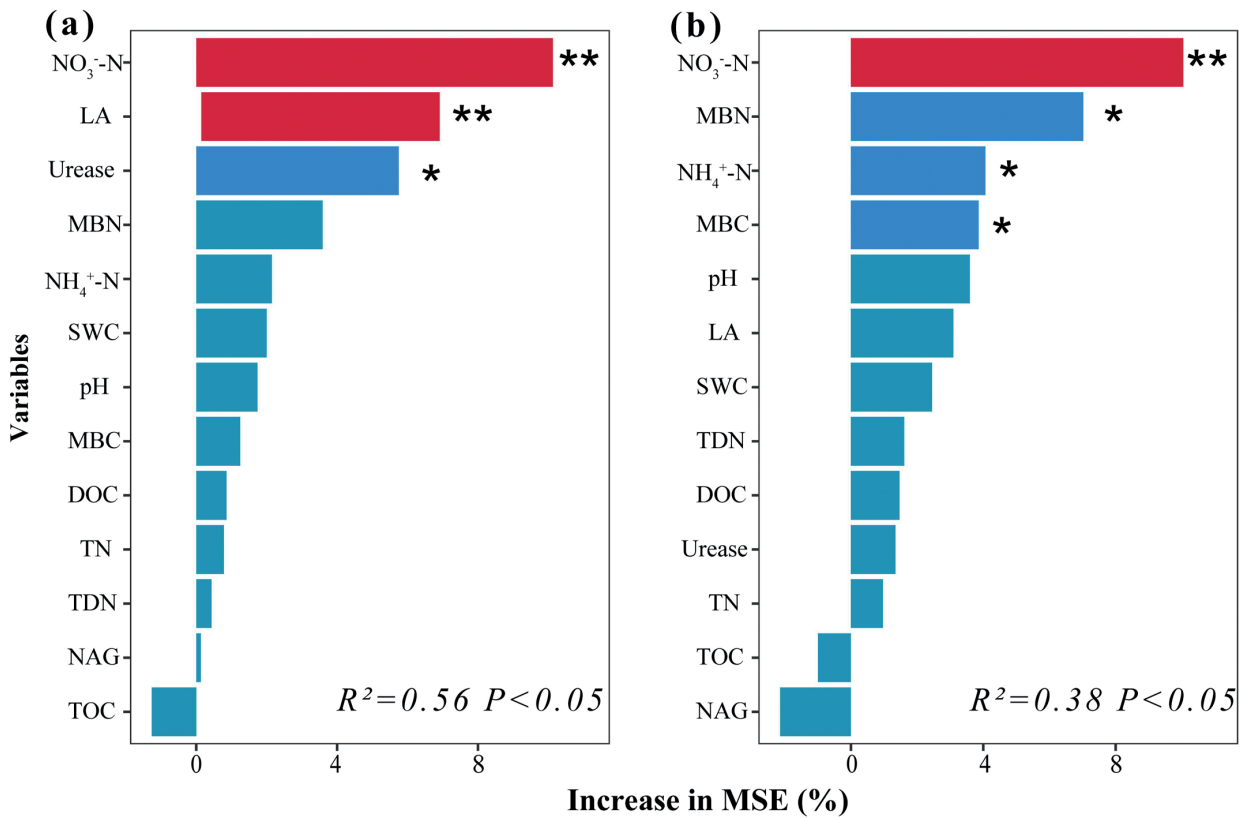 (a)
NO₃⁻-N
**
LA
**
Urease
*
MBN
NH₄⁺-N
SWC
pH
MBC
DOC
TN
TDN
NAG
TOC
R²=0.56 P<0.05
0 4 8
(b)
NO₃⁻-N
**
MBN
*
NH₄⁺-N
*
MBC
*
pH
LA
SWC
TDN
DOC
Urease
TN
TOC
NAG
R²=0.38 P<0.05
0 4 8
Variables
Increase in MSE (%)